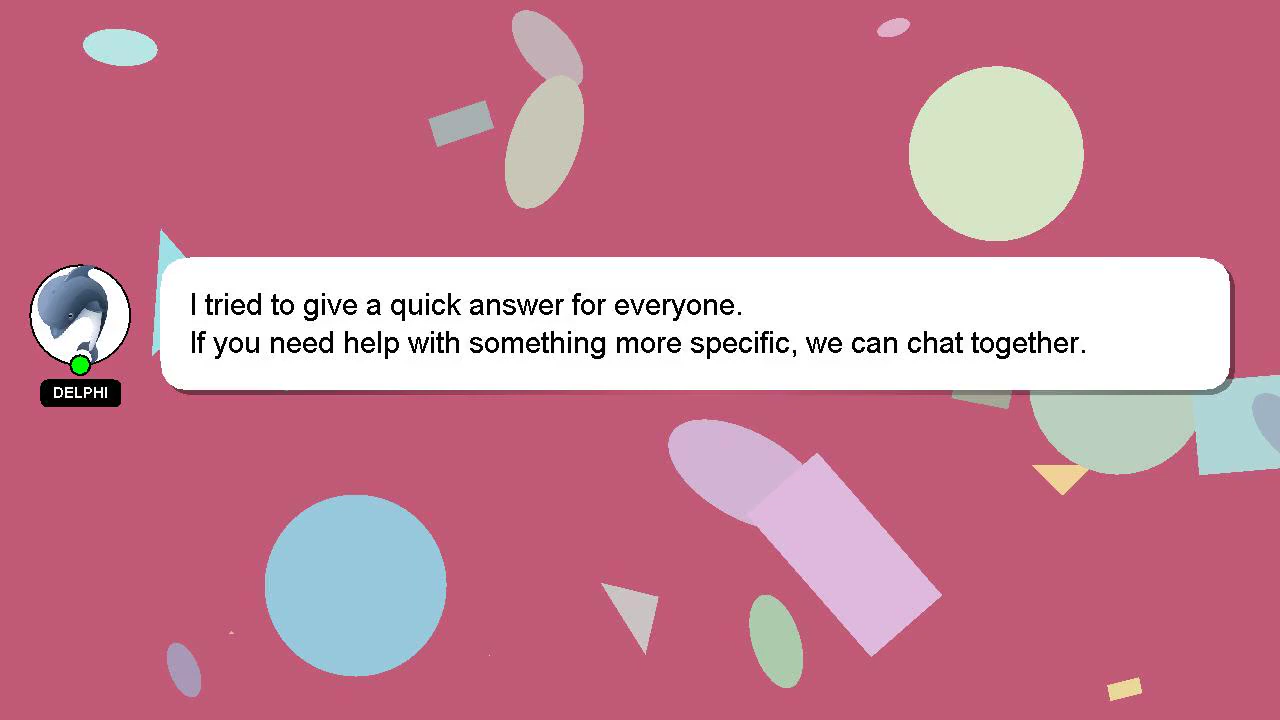 I tried to give a quick answer for everyone.
If you need help with something more specific, we can chat together.
DELPHI